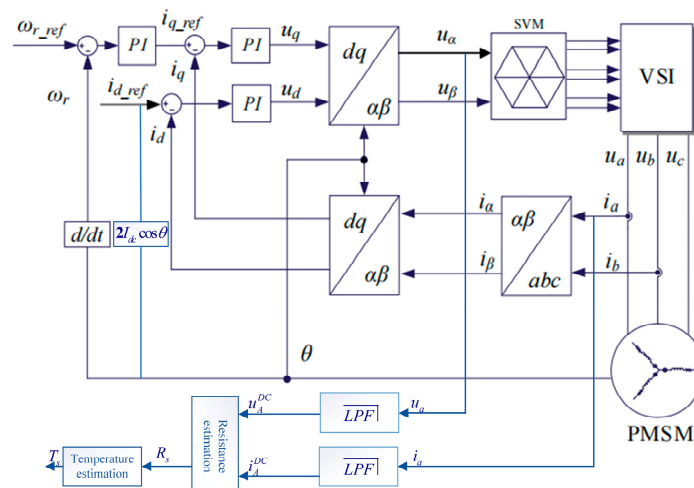 ω_r_ref
PI
i_q_ref
PI
u_q
dq
αβ
u_α
u_β
SVM
VSI
i_q
ω_r
i_d_ref
i_d
PI
u_d
u_a
u_b
u_c
d/dt
2I_dc cosθ
dq
αβ
i_α
i_β
αβ
abc
i_a
i_b
θ
PMSM
u_A^DC
LPF
u_a
Resistance
estimation
i_A^DC
LPF
i_a
T_s
Temperature
estimation
R_s